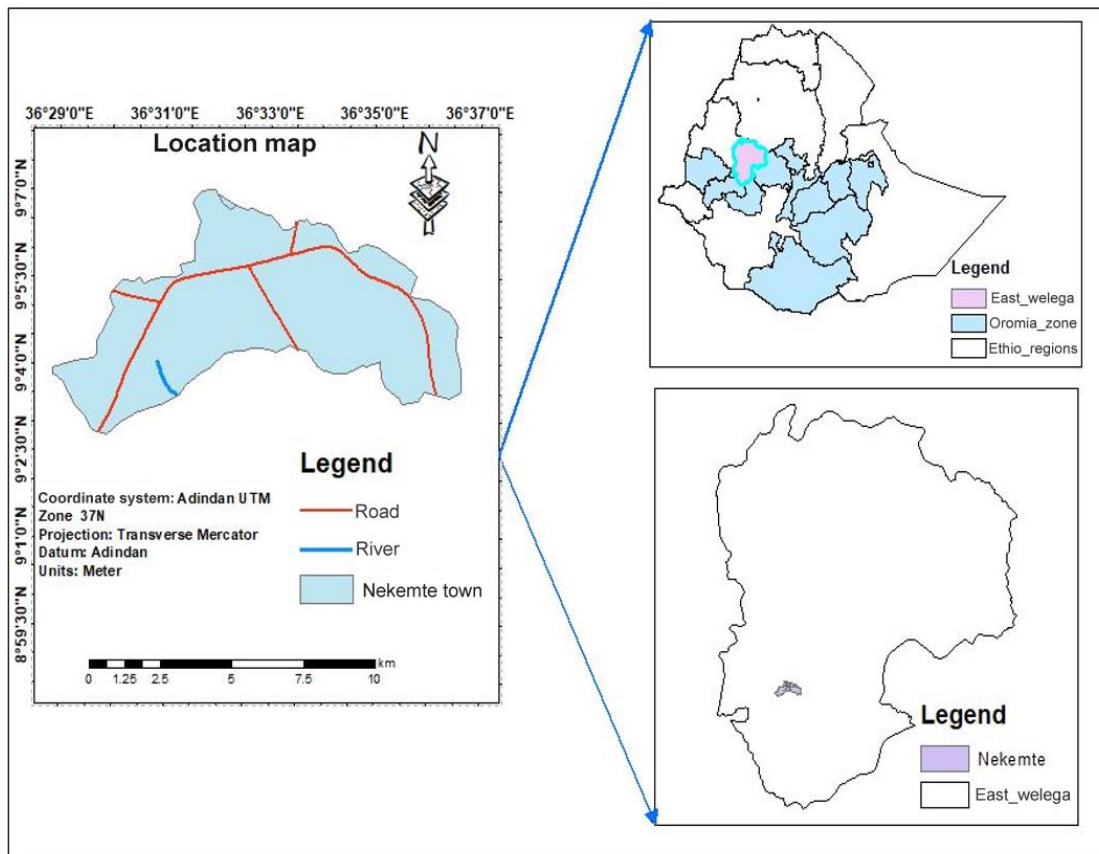 36°29'0"E 36°31'0"E 36°33'0"E 36°35'0"E 36°37'0"E
Location map
N
9°7'0"N
9°5'30"N
9°4'0"N
9°2'30"N
9°1'0"N
8°59'30"N
Legend
Road
River
Nekemte town
Coordinate system: Adindan UTM
Zone 37N
Projection: Transverse Mercator
Datum: Adindan
Units: Meter
km
0 1.25 2.5 5 7.5 10
Legend
East_welega
Oromia_zone
Ethio_regions
Legend
Nekemte
East_welega